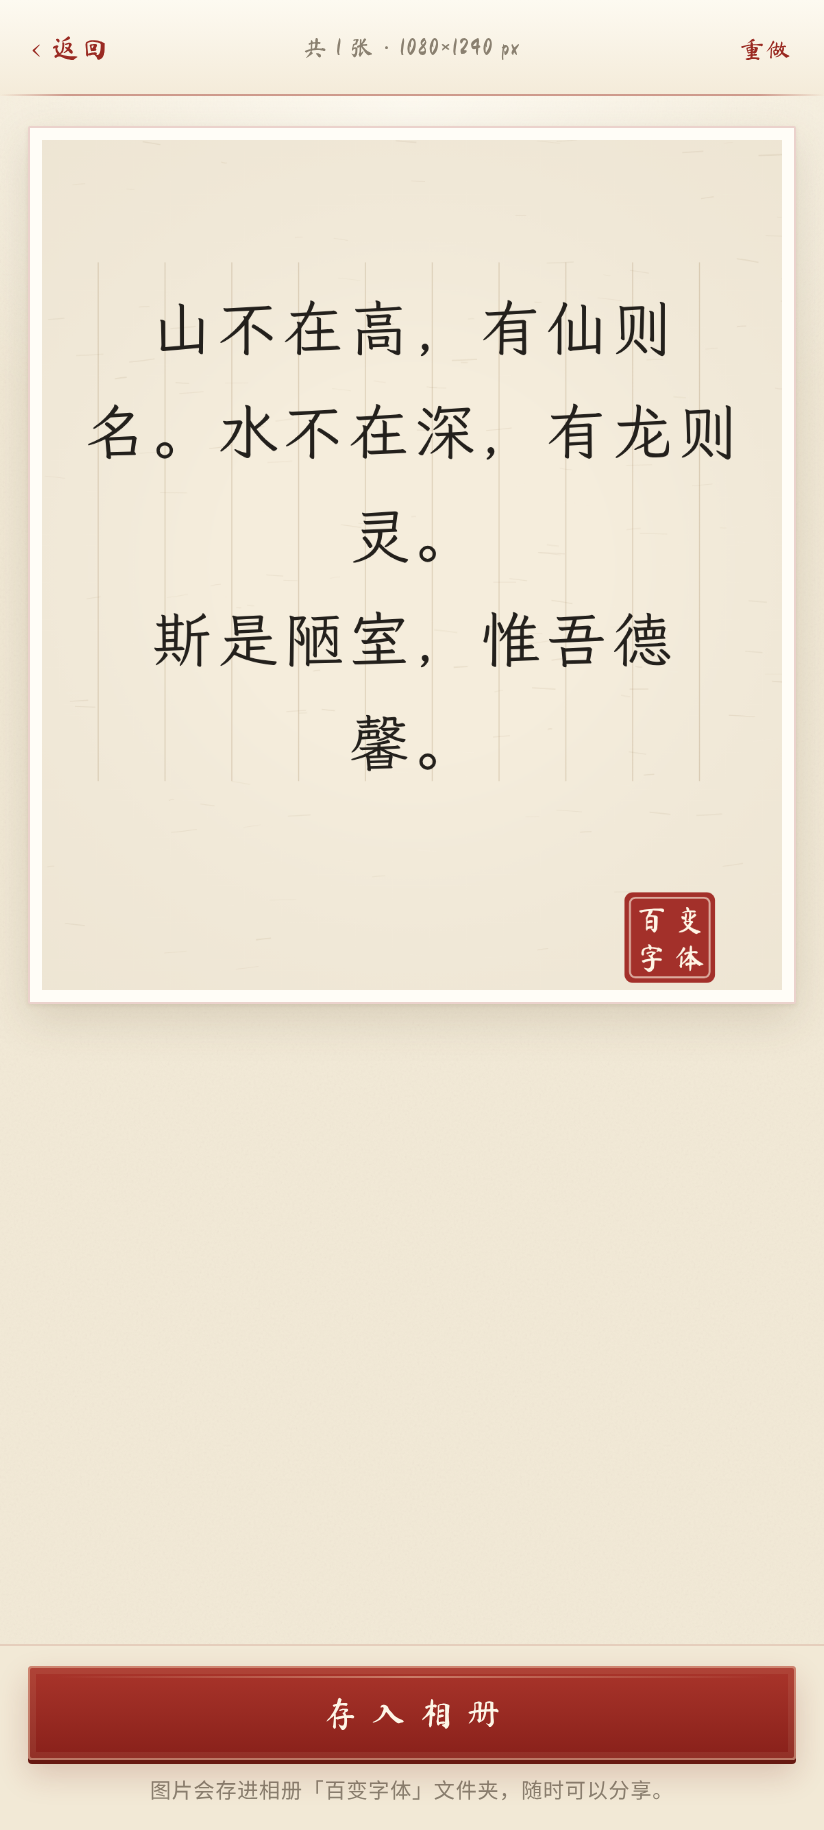 ‹ 返回
共 1 张 · 1080×1240 px
重做
山不在高，有仙则
名。水不在深，有龙则
灵。
斯是陋室，惟吾德
馨。
百变
字体
存入相册
图片会存进相册「百变字体」文件夹，随时可以分享。